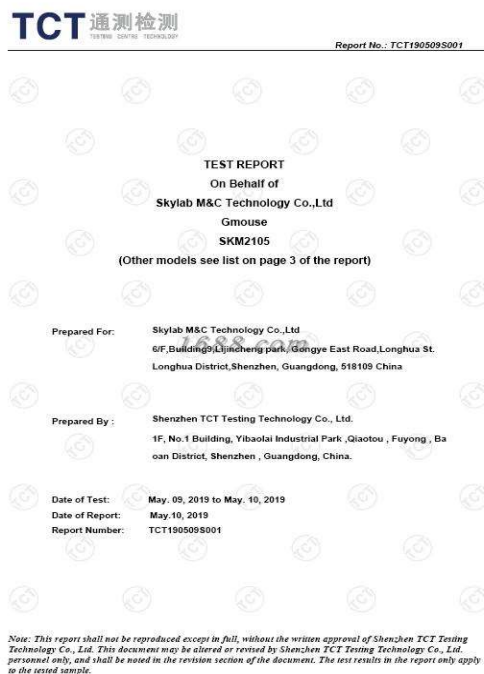 TCT 通测检测
TESTING CENTRE TECHNOLOGY
Report No.: TCT190509S001
TEST REPORT
On Behalf of
Skylab M&C Technology Co.,Ltd
Gmouse
SKM2105
(Other models see list on page 3 of the report)
Prepared For: Skylab M&C Technology Co.,Ltd
1688.com
6/F,Building9,Lijincheng park, Gongye East Road,Longhua St.
Longhua District,Shenzhen, Guangdong, 518109 China
Prepared By : Shenzhen TCT Testing Technology Co., Ltd.
1F, No.1 Building, Yibaolai Industrial Park ,Qiaotou , Fuyong , Ba
oan District, Shenzhen , Guangdong, China.
Date of Test: May. 09, 2019 to May. 10, 2019
Date of Report: May.10, 2019
Report Number: TCT190509S001
Note: This report shall not be reproduced except in full, without the written approval of Shenzhen TCT Testing
Technology Co., Ltd. This document may be altered or revised by Shenzhen TCT Testing Technology Co., Ltd.
personnel only, and shall be noted in the revision section of the document. The test results in the report only apply
to the tested sample.